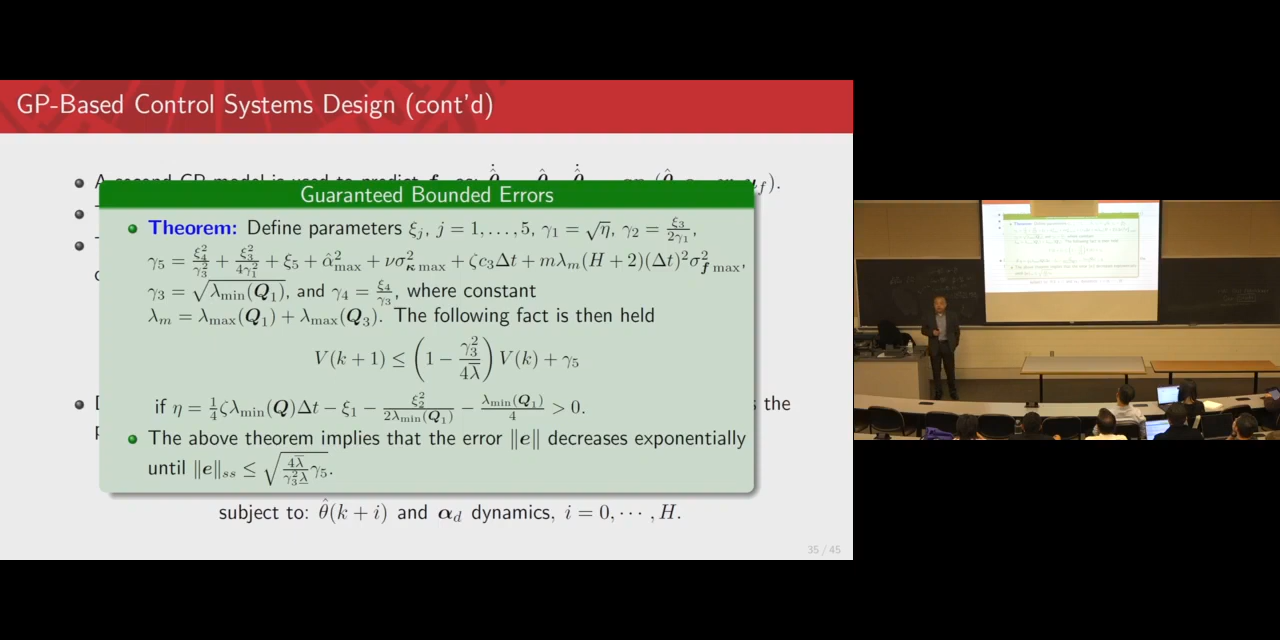 GP-Based Control Systems Design (cont'd)
Guaranteed Bounded Errors
Theorem: Define parameters ξ_j, j = 1, . . . , 5, γ_1 = √η, γ_2 = ξ_3/(2γ_1),
γ_5 = ξ_4^2/γ_3^2 + ξ_3^2/(4γ_1^2) + ξ_5 + α̂^2_max + νσ^2_κ max + ζc_3Δt + mλ_m(H + 2)(Δt)^2σ^2_f max,
γ_3 = √(λ_min(Q_1)), and γ_4 = ξ_4/γ_3, where constant
λ_m = λ_max(Q_1) + λ_max(Q_3). The following fact is then held
V(k + 1) ≤ (1 − γ_3^2/(4λ̄)) V(k) + γ_5
if η = 1/4 ζλ_min(Q)Δt − ξ_1 − ξ_2^2/(2λ_min(Q_1)) − λ_min(Q_1)/4 > 0.
the
The above theorem implies that the error ‖e‖ decreases exponentially
until ‖e‖_ss ≤ √(4λ̄/(γ_3^2 λ̲) γ_5).
subject to: θ̂(k + i) and α_d dynamics, i = 0, · · · , H.
35 / 45